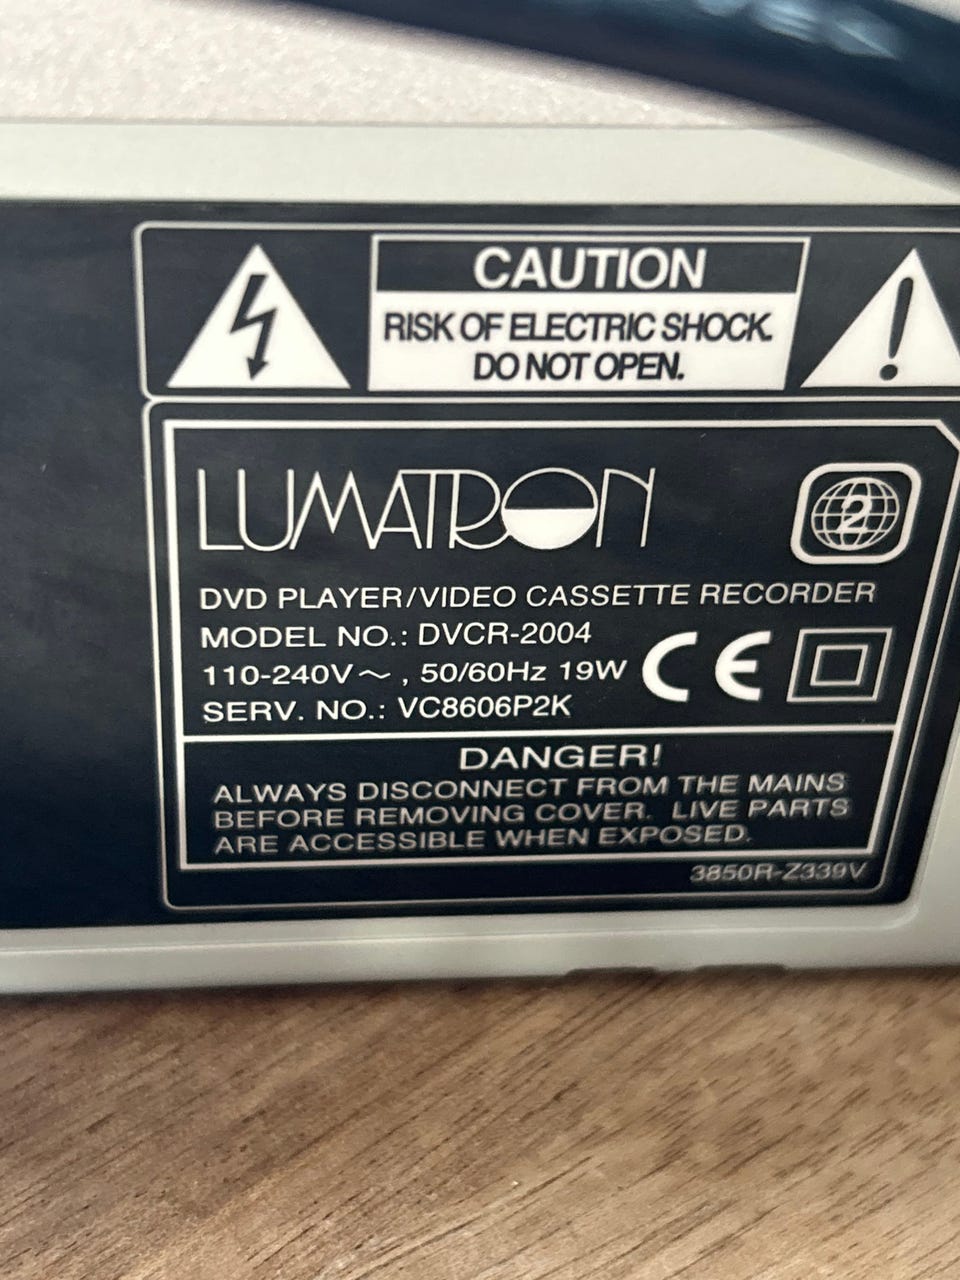 CAUTION
RISK OF ELECTRIC SHOCK.
DO NOT OPEN.
LUMATRON
2
DVD PLAYER/VIDEO CASSETTE RECORDER
MODEL NO.: DVCR-2004
110-240V～, 50/60Hz 19W
CE
SERV. NO.: VC8606P2K
DANGER!
ALWAYS DISCONNECT FROM THE MAINS
BEFORE REMOVING COVER. LIVE PARTS
ARE ACCESSIBLE WHEN EXPOSED.
3850R-Z339V